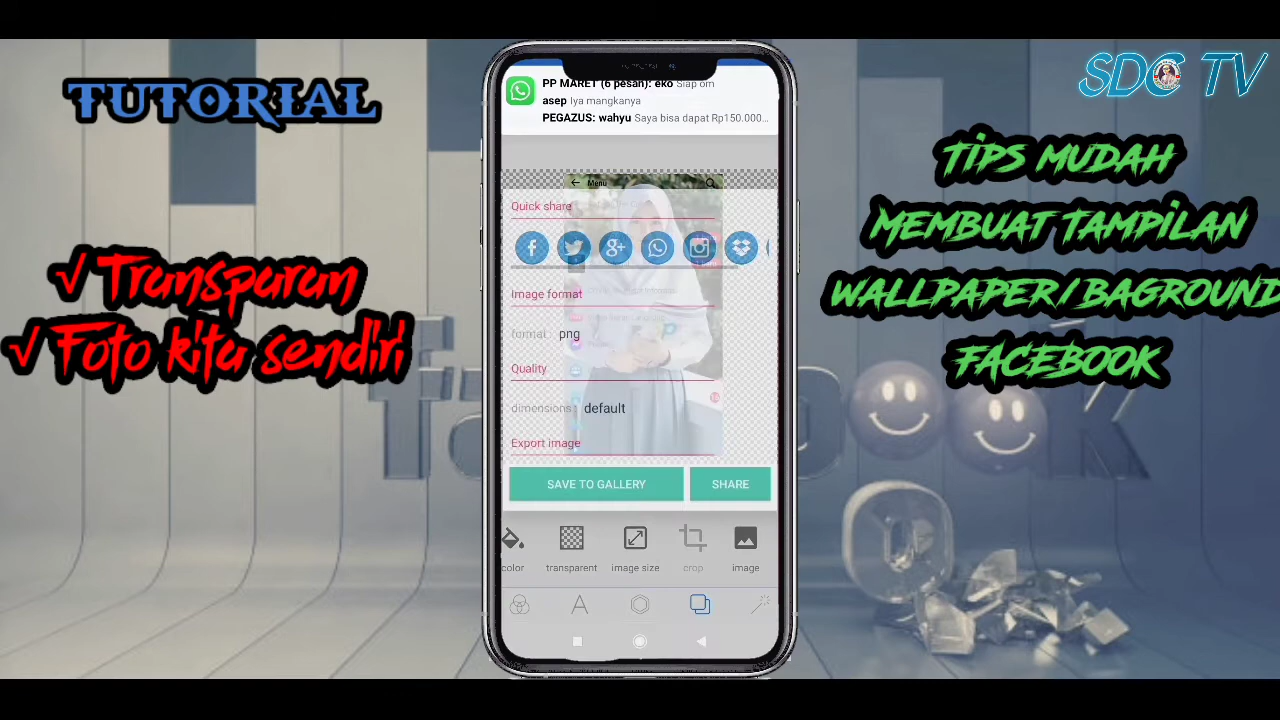 TUTORIAL
√ Transparan
√ Foto kita sendiri
SDC TV
TIPS MUDAH
MEMBUAT TAMPILAN
WALLPAPER/BAGROUND
FACEBOOK
PP MARET (6 pesan): eko Siap om
asep Iya mangkanya
PEGAZUS: wahyu Saya bisa dapat Rp150.000...
Menu
Quick share
Image format
format: png
Quality
dimensions: default
Export image
SAVE TO GALLERY
SHARE
color
transparent
image size
crop
image